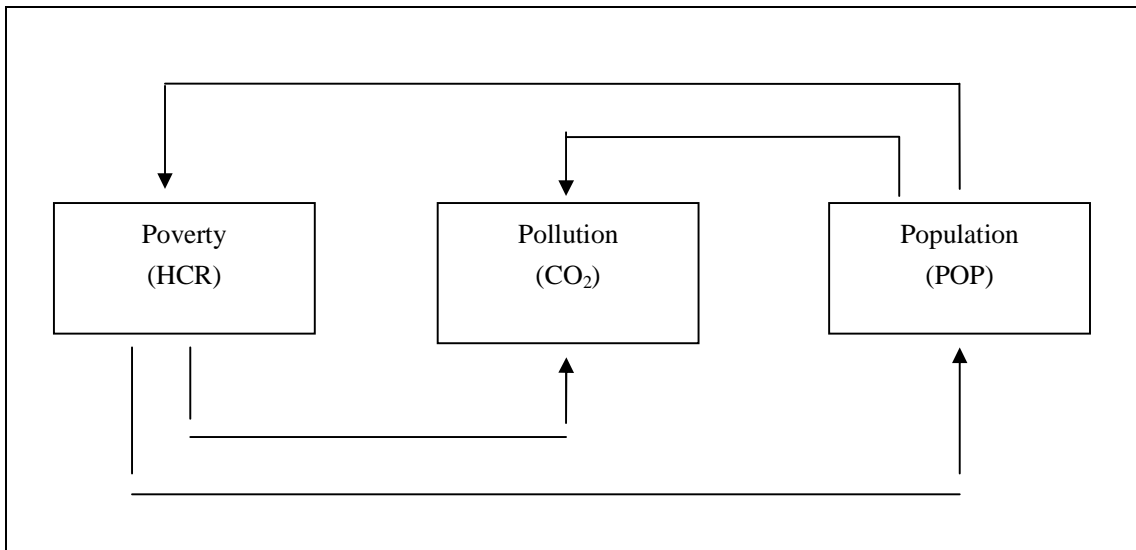 Poverty
(HCR)
Pollution
(CO₂)
Population
(POP)